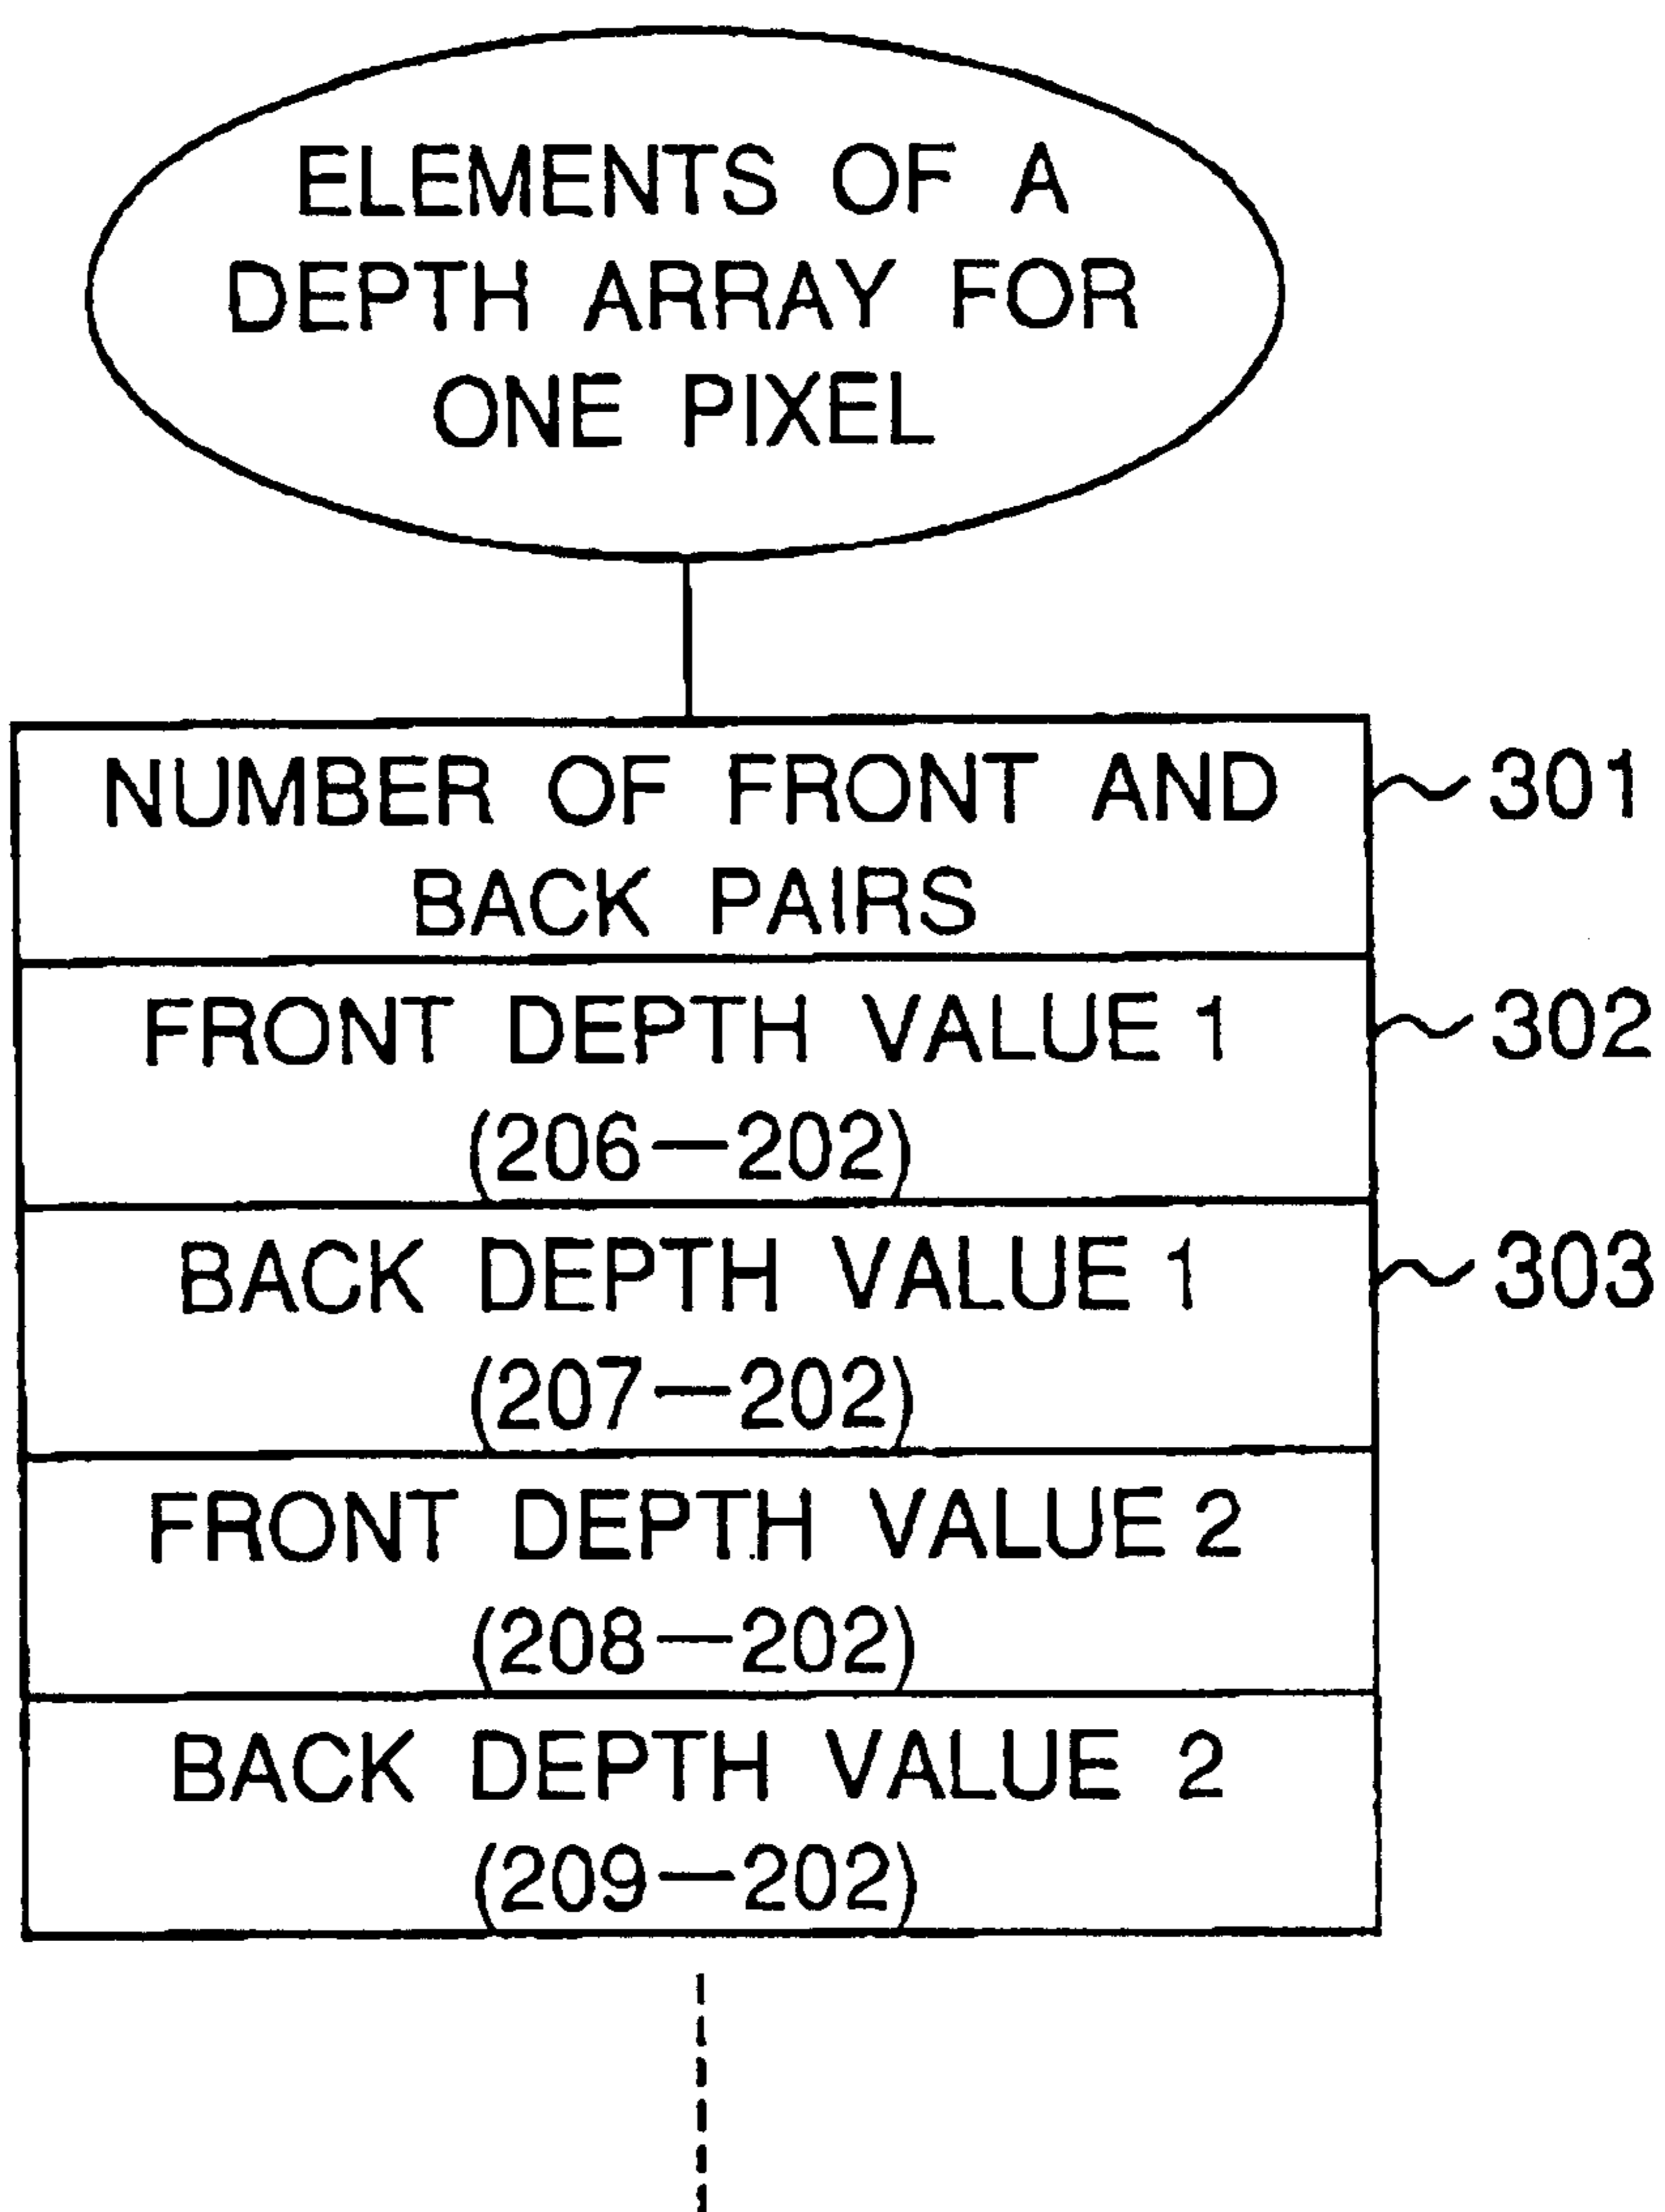 ELEMENTS OF A
DEPTH ARRAY FOR
ONE PIXEL
NUMBER OF FRONT AND
BACK PAIRS
301
FRONT DEPTH VALUE 1
(206—202)
302
BACK DEPTH VALUE 1
(207—202)
303
FRONT DEPTH VALUE 2
(208—202)
BACK DEPTH VALUE 2
(209—202)